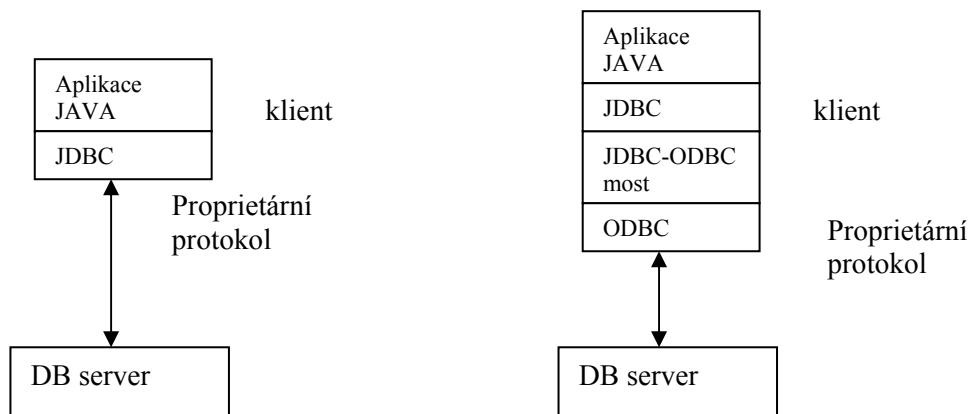 Aplikace
JAVA
JDBC
klient
Proprietární
protokol
DB server
Aplikace
JAVA
JDBC
JDBC-ODBC
most
ODBC
klient
Proprietární
protokol
DB server